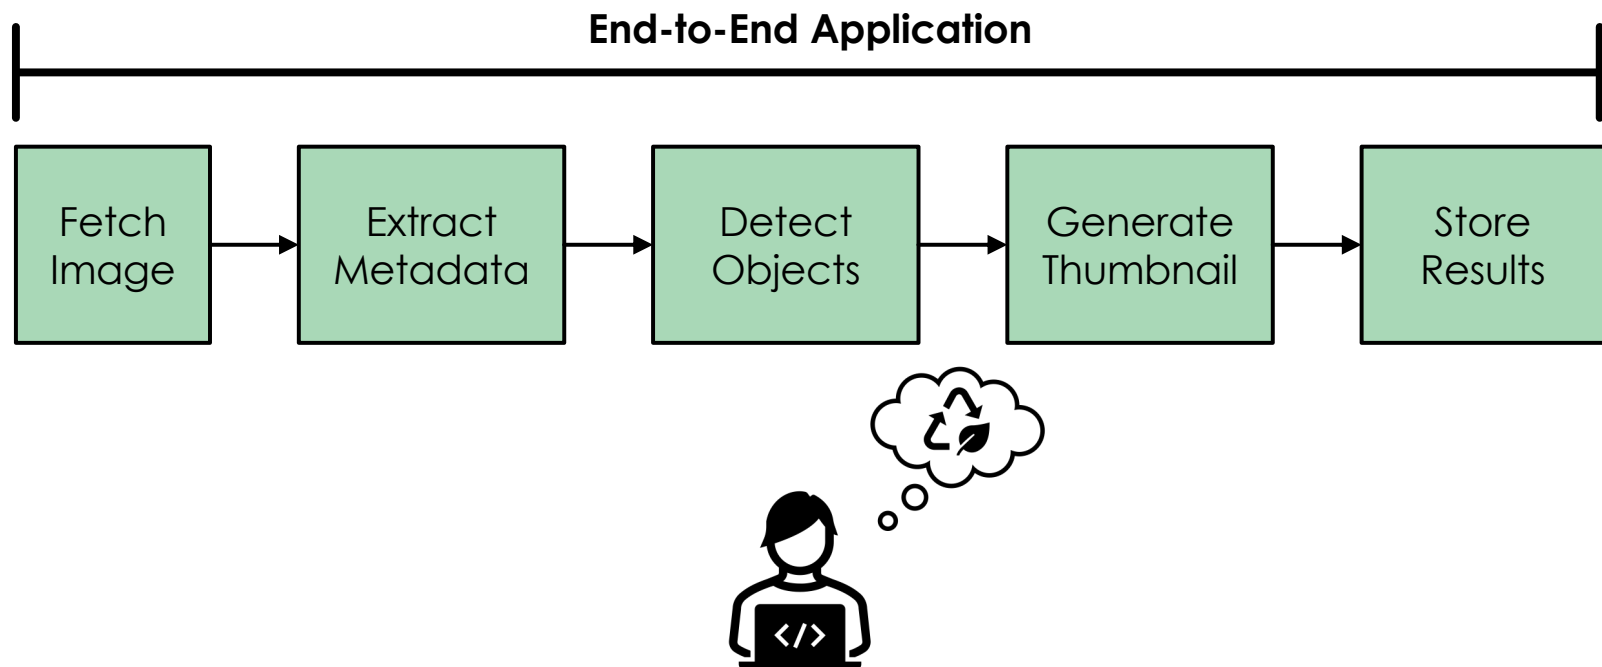 End-to-End Application
Fetch
Image
Extract
Metadata
Detect
Objects
Generate
Thumbnail
Store
Results
</>